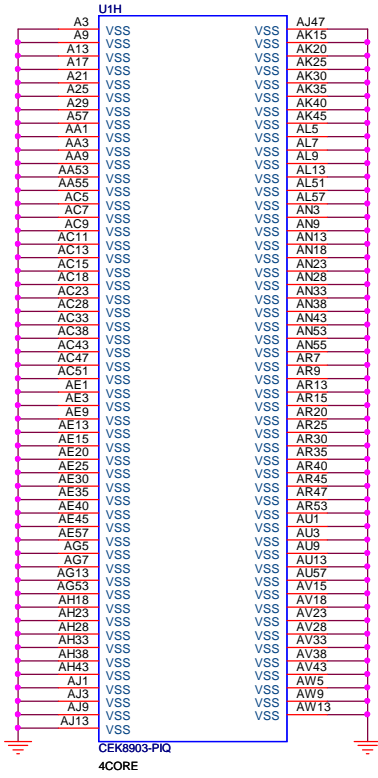 U1H
A3 VSS VSS AJ47
A9 VSS VSS AK15
A13 VSS VSS AK20
A17 VSS VSS AK25
A21 VSS VSS AK30
A25 VSS VSS AK35
A29 VSS VSS AK40
A57 VSS VSS AK45
AA1 VSS VSS AL5
AA3 VSS VSS AL7
AA9 VSS VSS AL9
AA53 VSS VSS AL13
AA55 VSS VSS AL51
AC5 VSS VSS AL57
AC7 VSS VSS AN3
AC9 VSS VSS AN9
AC11 VSS VSS AN13
AC13 VSS VSS AN18
AC15 VSS VSS AN23
AC18 VSS VSS AN28
AC23 VSS VSS AN33
AC28 VSS VSS AN38
AC33 VSS VSS AN43
AC38 VSS VSS AN53
AC43 VSS VSS AN55
AC47 VSS VSS AR7
AC51 VSS VSS AR9
AE1 VSS VSS AR13
AE3 VSS VSS AR15
AE9 VSS VSS AR20
AE13 VSS VSS AR25
AE15 VSS VSS AR30
AE20 VSS VSS AR35
AE25 VSS VSS AR40
AE30 VSS VSS AR45
AE35 VSS VSS AR47
AE40 VSS VSS AR53
AE45 VSS VSS AU1
AE57 VSS VSS AU3
AG5 VSS VSS AU9
AG7 VSS VSS AU13
AG13 VSS VSS AU57
AG53 VSS VSS AV15
AH18 VSS VSS AV18
AH23 VSS VSS AV23
AH28 VSS VSS AV28
AH33 VSS VSS AV33
AH38 VSS VSS AV38
AH43 VSS VSS AV43
AJ1 VSS VSS AW5
AJ3 VSS VSS AW9
AJ9 VSS VSS AW13
AJ13 VSS
CEK8903-PIQ
4CORE